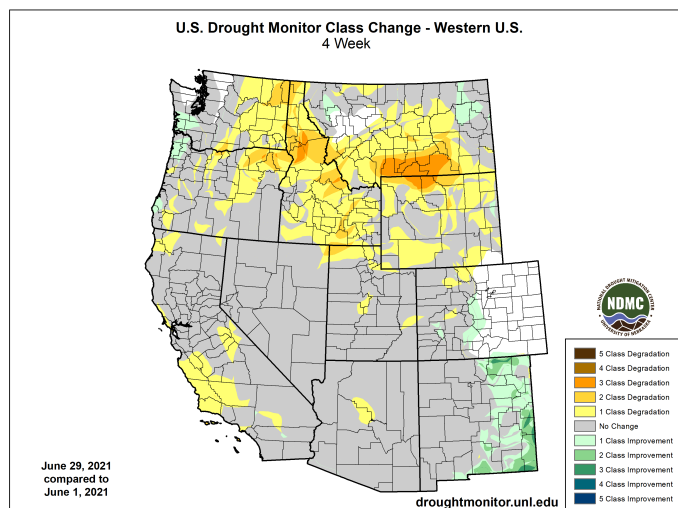 U.S. Drought Monitor Class Change - Western U.S.
4 Week
NATIONAL DROUGHT MITIGATION CENTER
NDMC
UNIVERSITY OF NEBRASKA
5 Class Degradation
4 Class Degradation
3 Class Degradation
2 Class Degradation
1 Class Degradation
No Change
1 Class Improvement
2 Class Improvement
3 Class Improvement
4 Class Improvement
5 Class Improvement
June 29, 2021
compared to
June 1, 2021
droughtmonitor.unl.edu